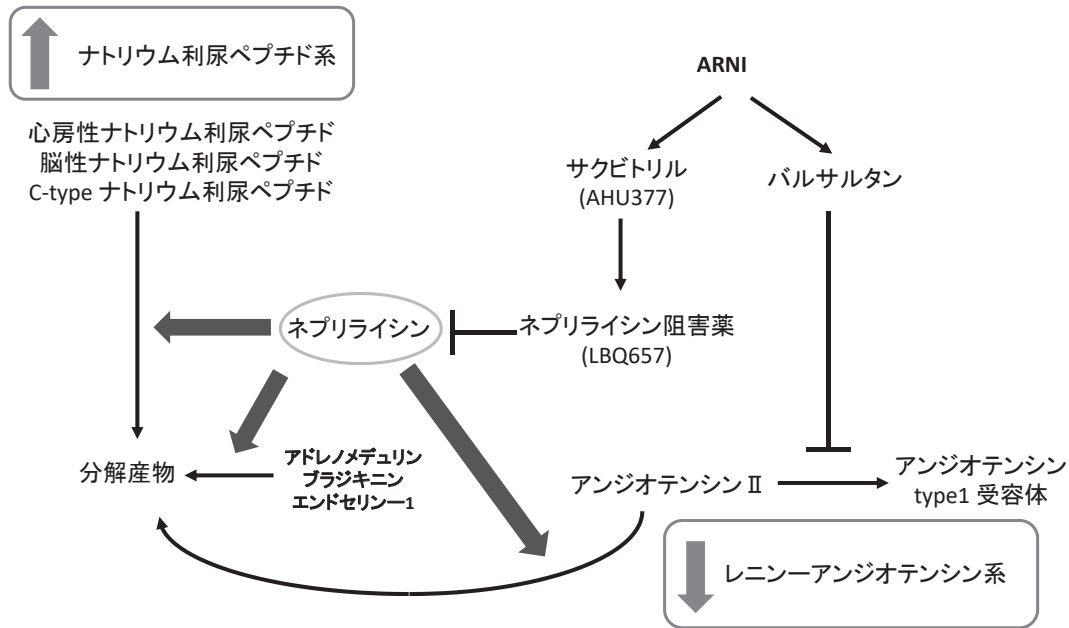 ナトリウム利尿ペプチド系
心房性ナトリウム利尿ペプチド
脳性ナトリウム利尿ペプチド
C-type ナトリウム利尿ペプチド
ARNI
サクビトリル
(AHU377)
バルサルタン
ネプリライシン
ネプリライシン阻害薬
(LBQ657)
分解産物
アドレノメデュリン
ブラジキニン
エンドセリンー1
アンジオテンシンⅡ
アンジオテンシン
type1 受容体
レニンーアンジオテンシン系